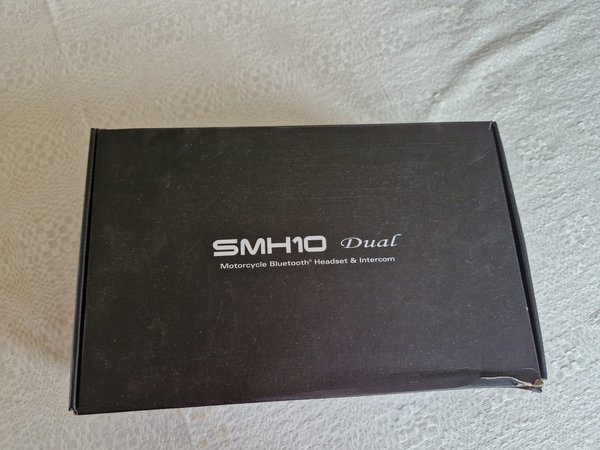 SMH10 Dual
Motorcycle Bluetooth® Headset & Intercom